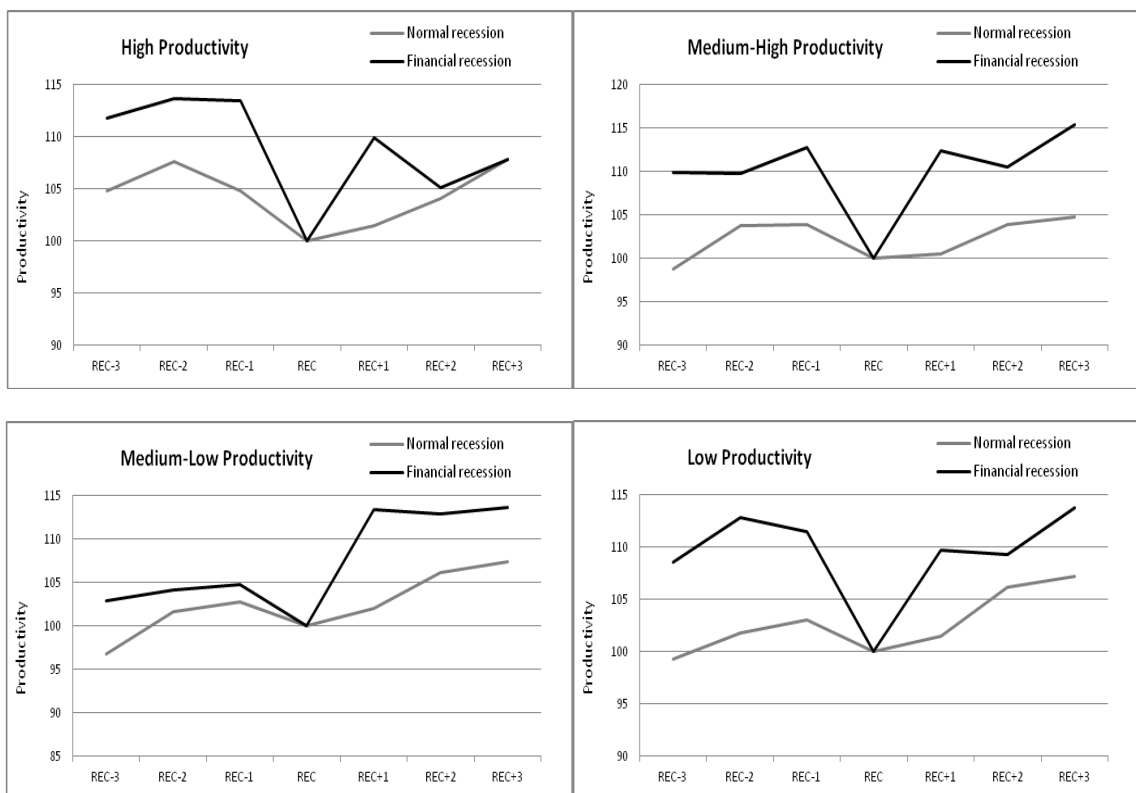 High Productivity
Normal recession
Financial recession
Productivity
115
110
105
100
95
90
REC-3 REC-2 REC-1 REC REC+1 REC+2 REC+3
Medium-High Productivity
Normal recession
Financial recession
Productivity
120
115
110
105
100
95
90
REC-3 REC-2 REC-1 REC REC+1 REC+2 REC+3
Medium-Low Productivity
Normal recession
Financial recession
Productivity
115
110
105
100
95
90
85
REC-3 REC-2 REC-1 REC REC+1 REC+2 REC+3
Low Productivity
Normal recession
Financial recession
Productivity
115
110
105
100
95
90
REC-3 REC-2 REC-1 REC REC+1 REC+2 REC+3